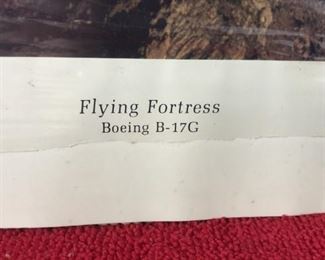 Flying Fortress
Boeing B-17G